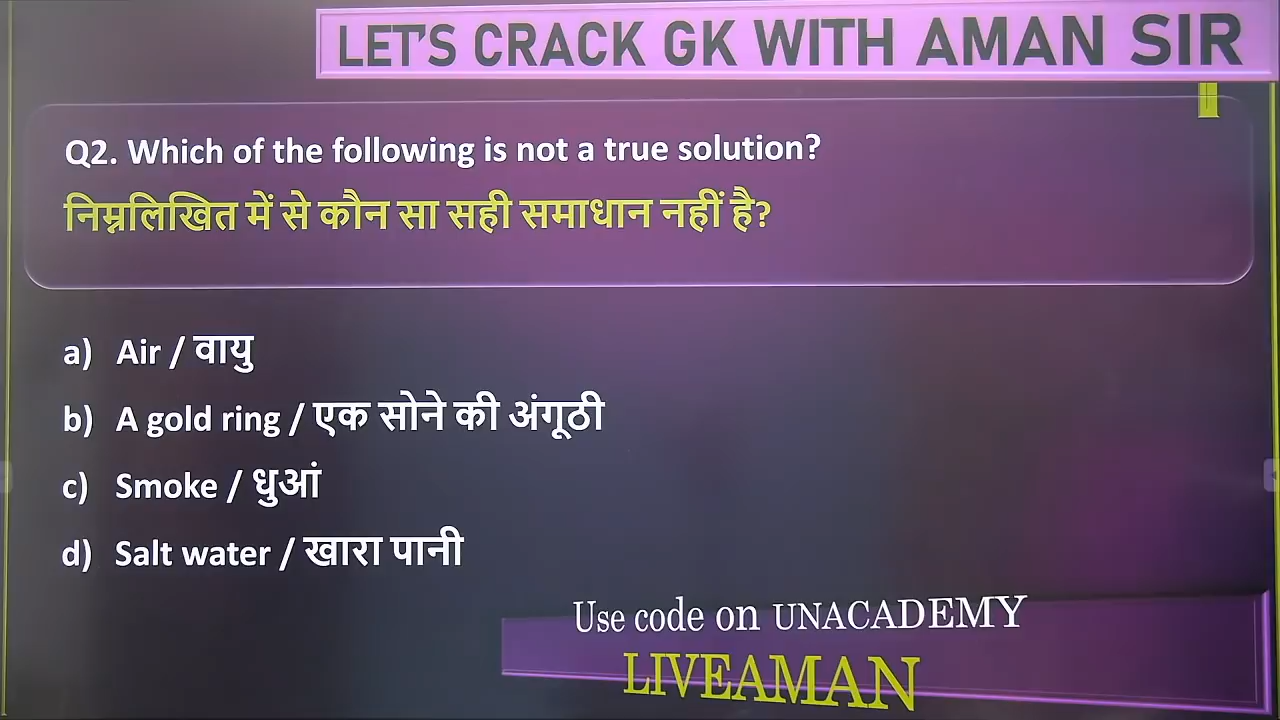 LET'S CRACK GK WITH AMAN SIR
Q2. Which of the following is not a true solution?
निम्नलिखित में से कौन सा सही समाधान नहीं है?
a) Air / वायु
b) A gold ring / एक सोने की अंगूठी
c) Smoke / धुआं
d) Salt water / खारा पानी
Use code on UNACADEMY
LIVEAMAN